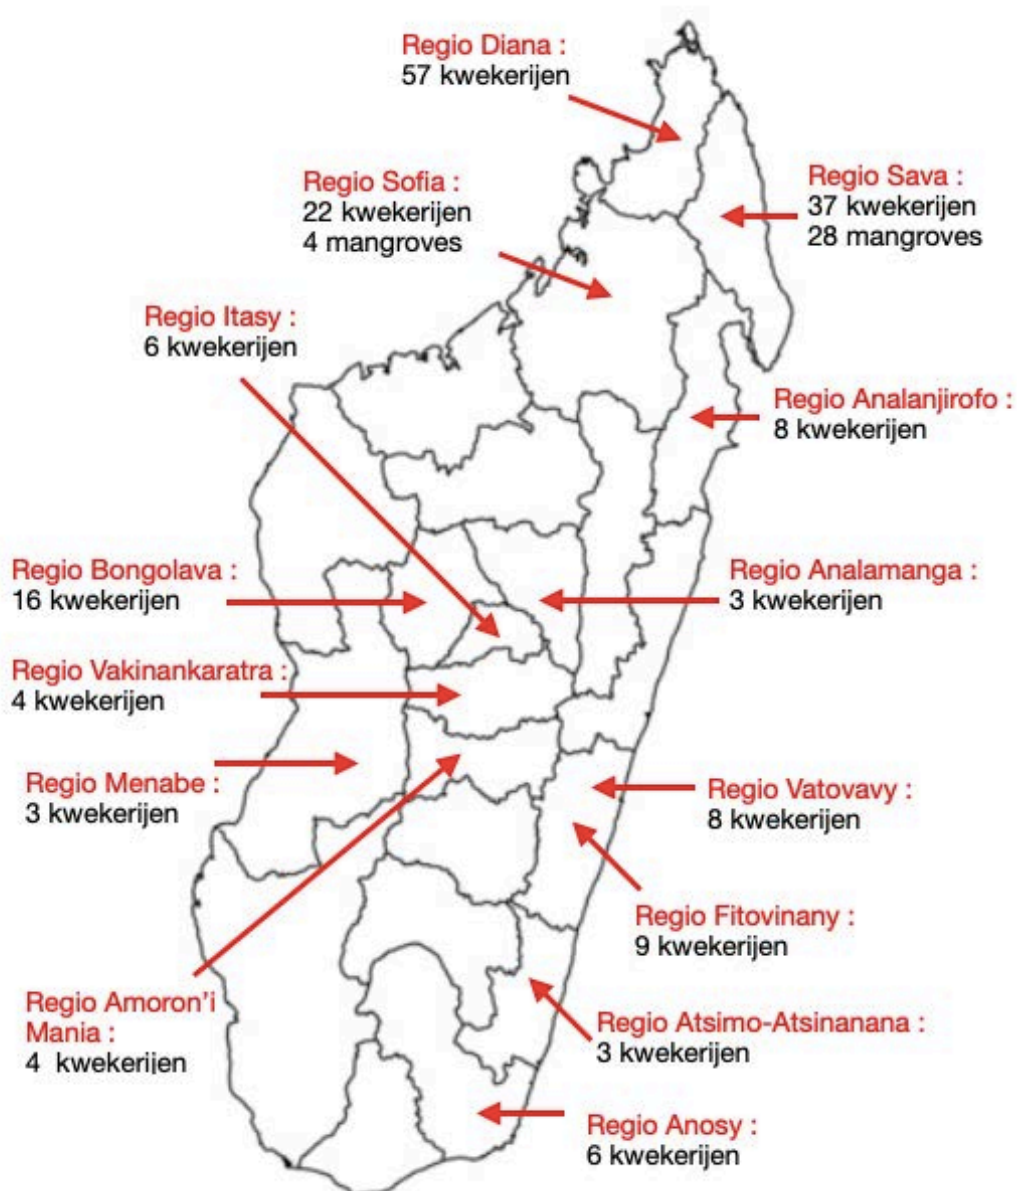 Regio Diana :
57 kwekerijen
Regio Sofia :
22 kwekerijen
4 mangroves
Regio Sava :
37 kwekerijen
28 mangroves
Regio Itasy :
6 kwekerijen
Regio Analanjirofo :
8 kwekerijen
Regio Bongolava :
16 kwekerijen
Regio Analamanga :
3 kwekerijen
Regio Vakinankaratra :
4 kwekerijen
Regio Menabe :
3 kwekerijen
Regio Vatovavy :
8 kwekerijen
Regio Fitovinany :
9 kwekerijen
Regio Amoron'i
Mania :
4 kwekerijen
Regio Atsimo-Atsinanana :
3 kwekerijen
Regio Anosy :
6 kwekerijen